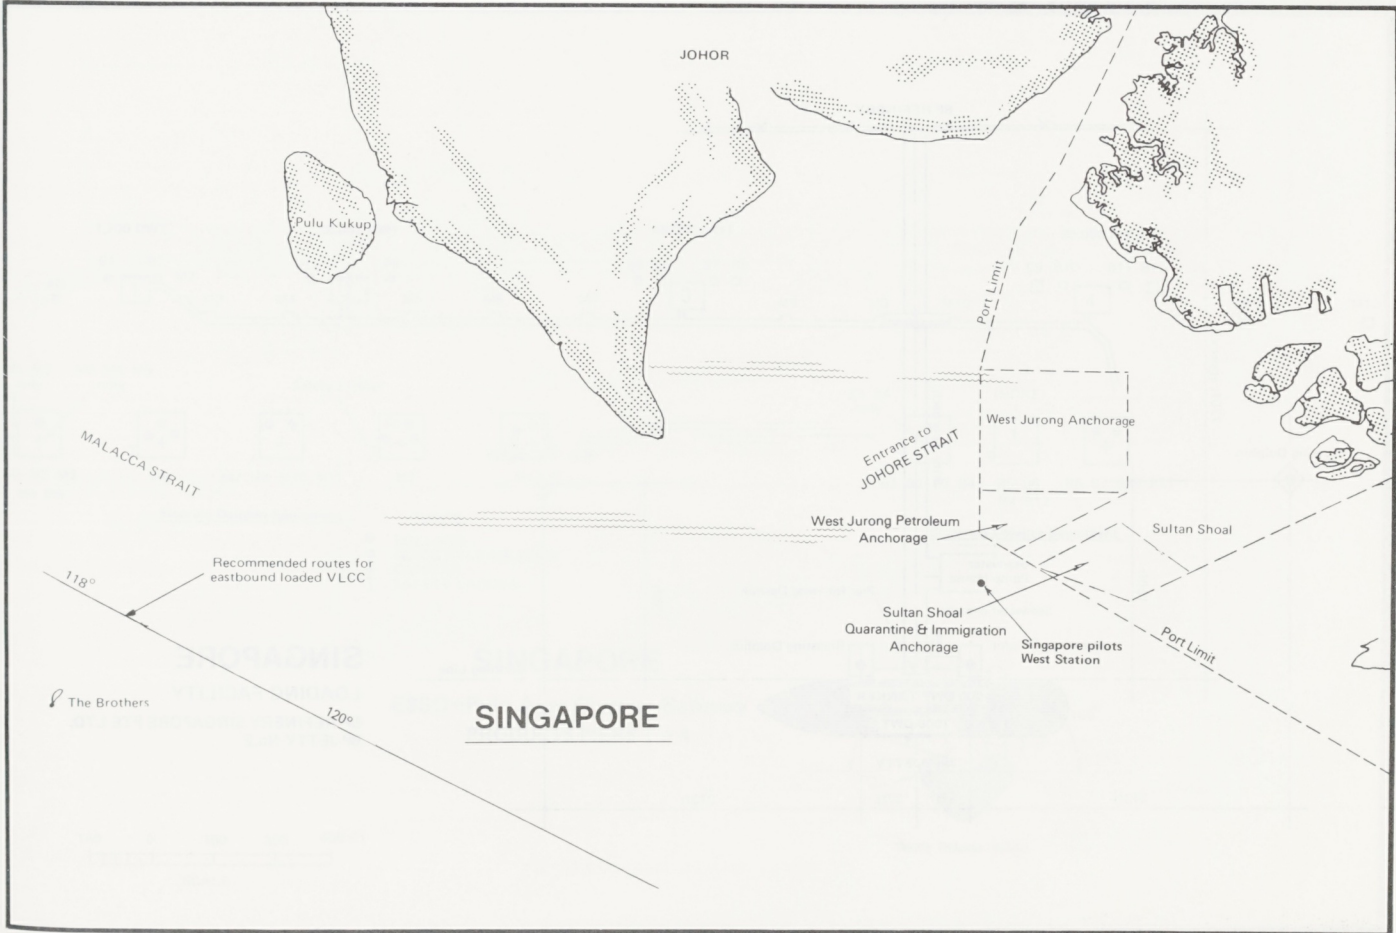 JOHOR
Pulu Kukup
Port Limit
West Jurong Anchorage
Entrance to
JOHORE STRAIT
MALACCA STRAIT
West Jurong Petroleum
Anchorage
Sultan Shoal
Recommended routes for
eastbound loaded VLCC
118°
Sultan Shoal
Quarantine & Immigration
Anchorage
Singapore pilots
West Station
Port Limit
The Brothers
120°
SINGAPORE